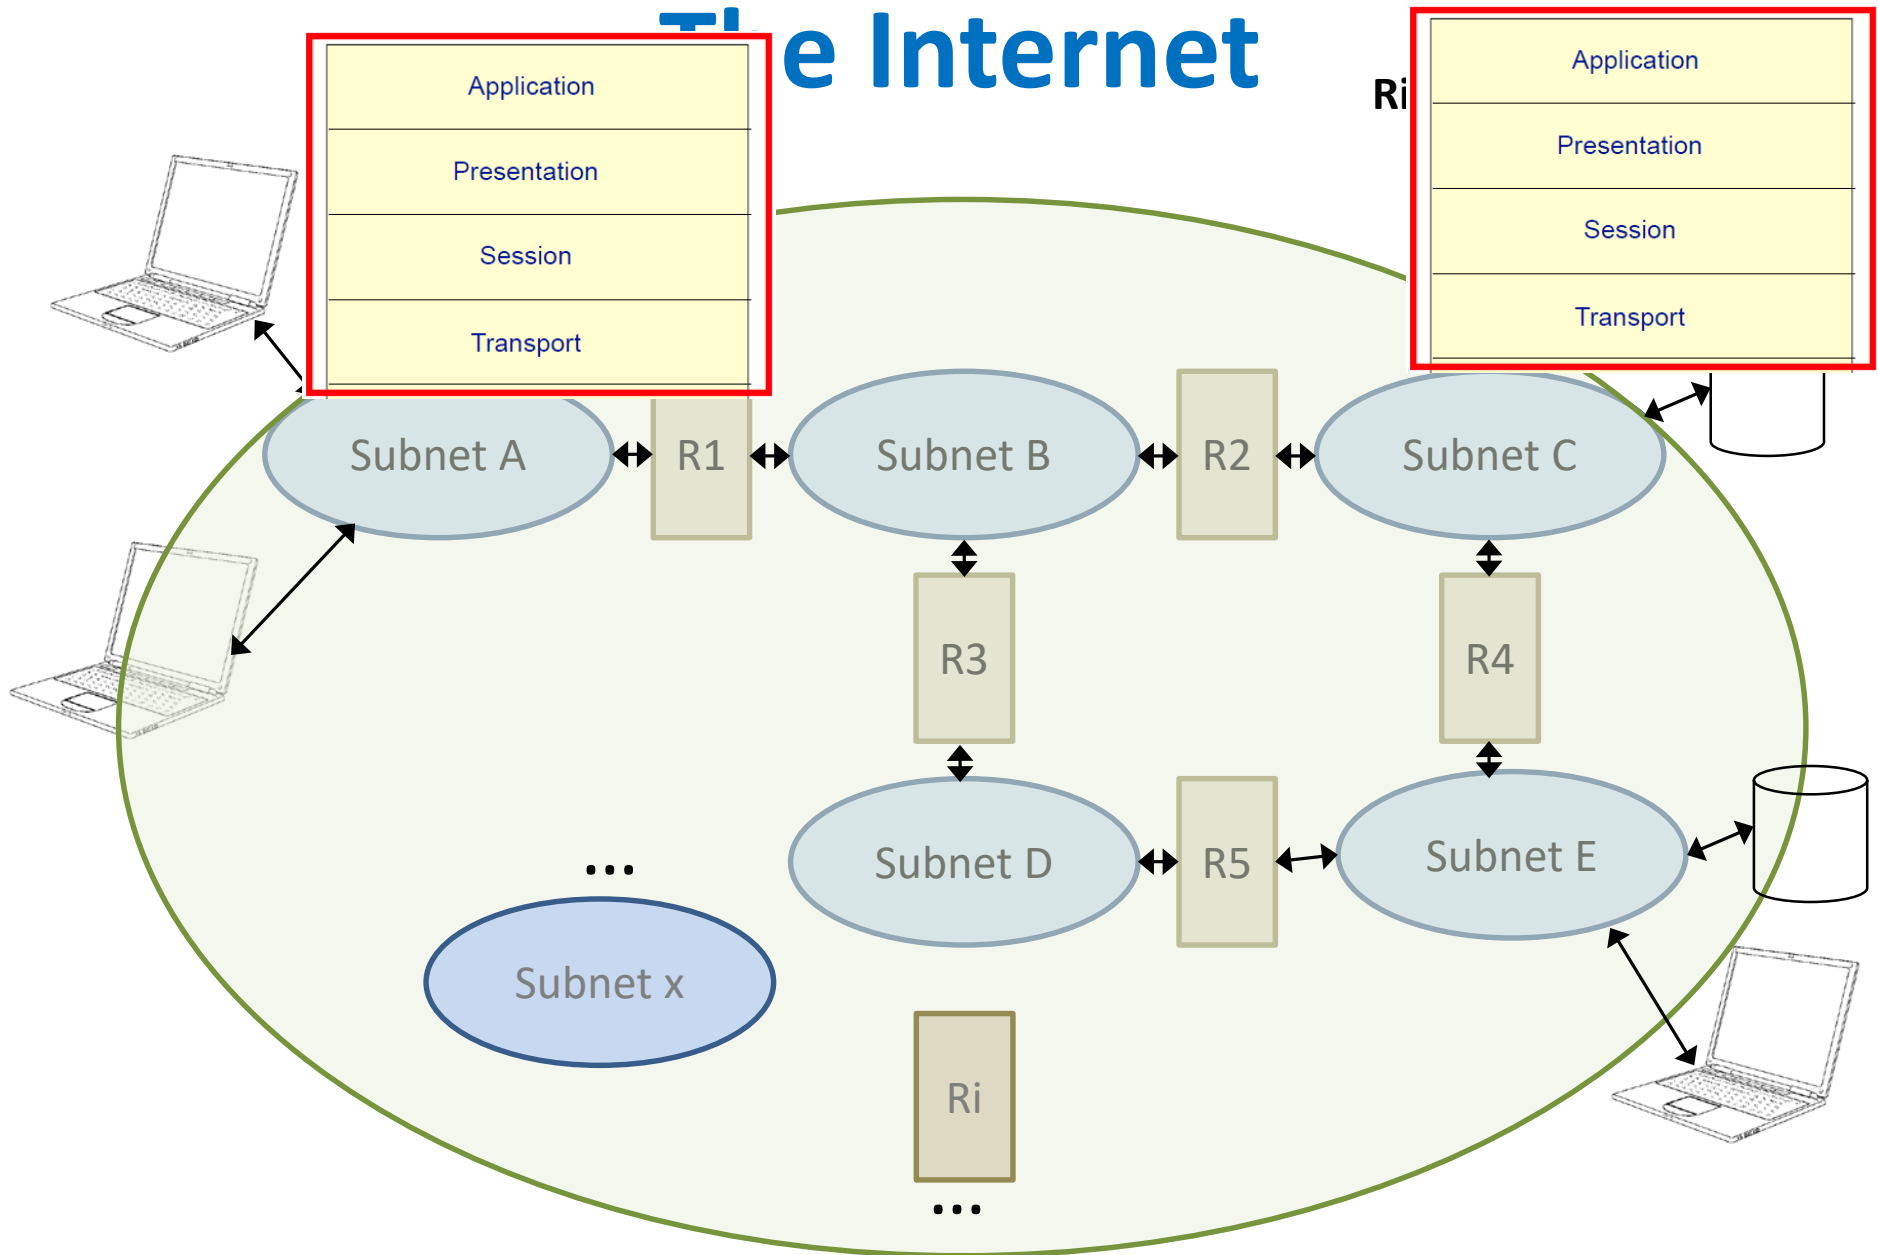 The Internet
Ri
Application
Presentation
Session
Transport
Application
Presentation
Session
Transport
Subnet A
R1
Subnet B
R2
Subnet C
R3
R4
Subnet D
R5
Subnet E
...
Subnet x
Ri
...